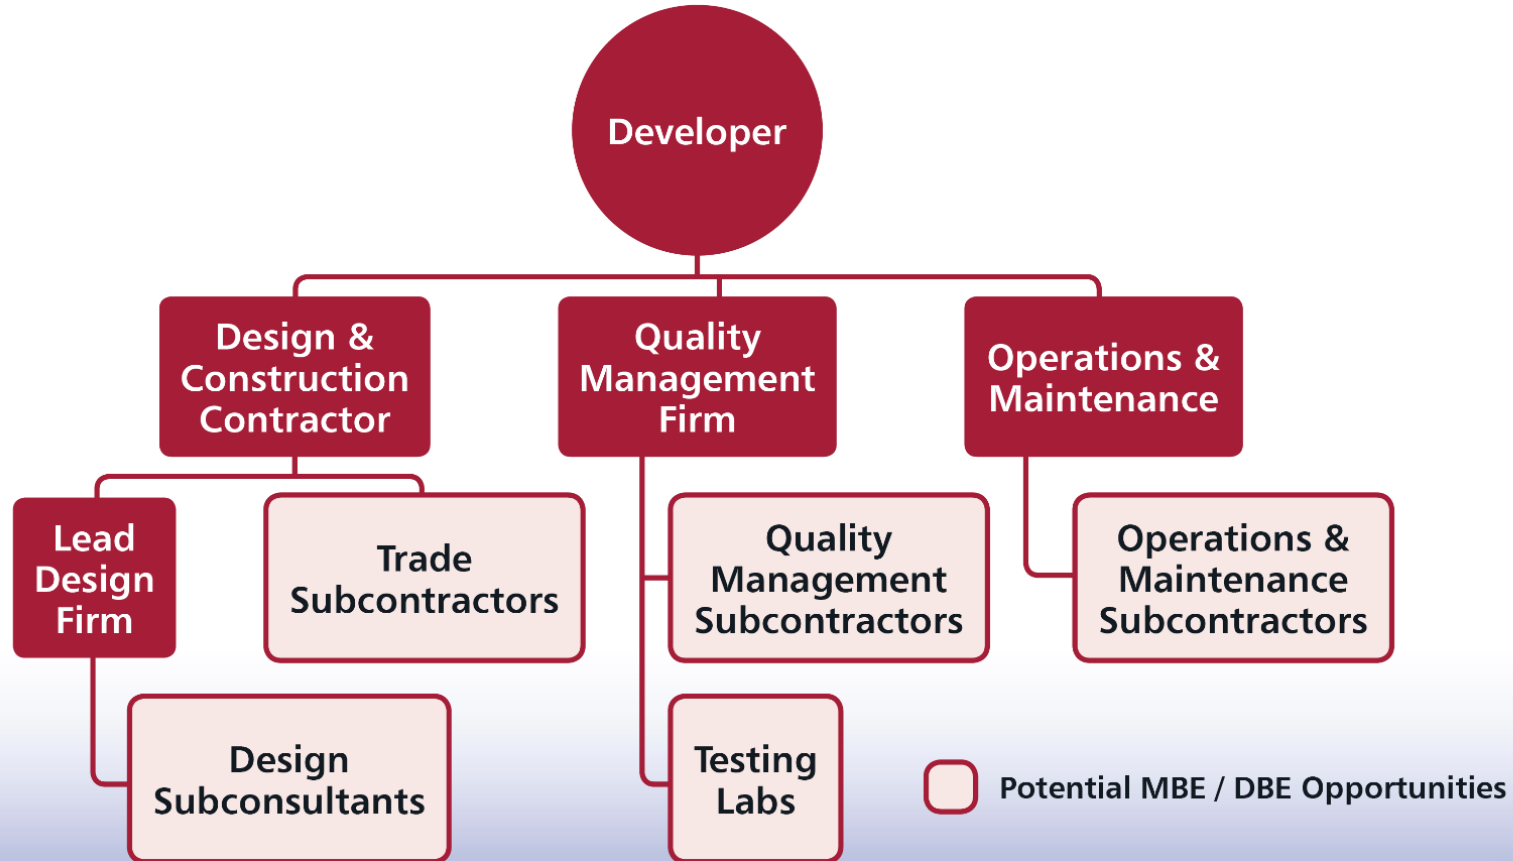 Developer
Design &
Construction
Contractor
Quality
Management
Firm
Operations &
Maintenance
Lead
Design
Firm
Trade
Subcontractors
Quality
Management
Subcontractors
Operations &
Maintenance
Subcontractors
Design
Subconsultants
Testing
Labs
Potential MBE / DBE Opportunities